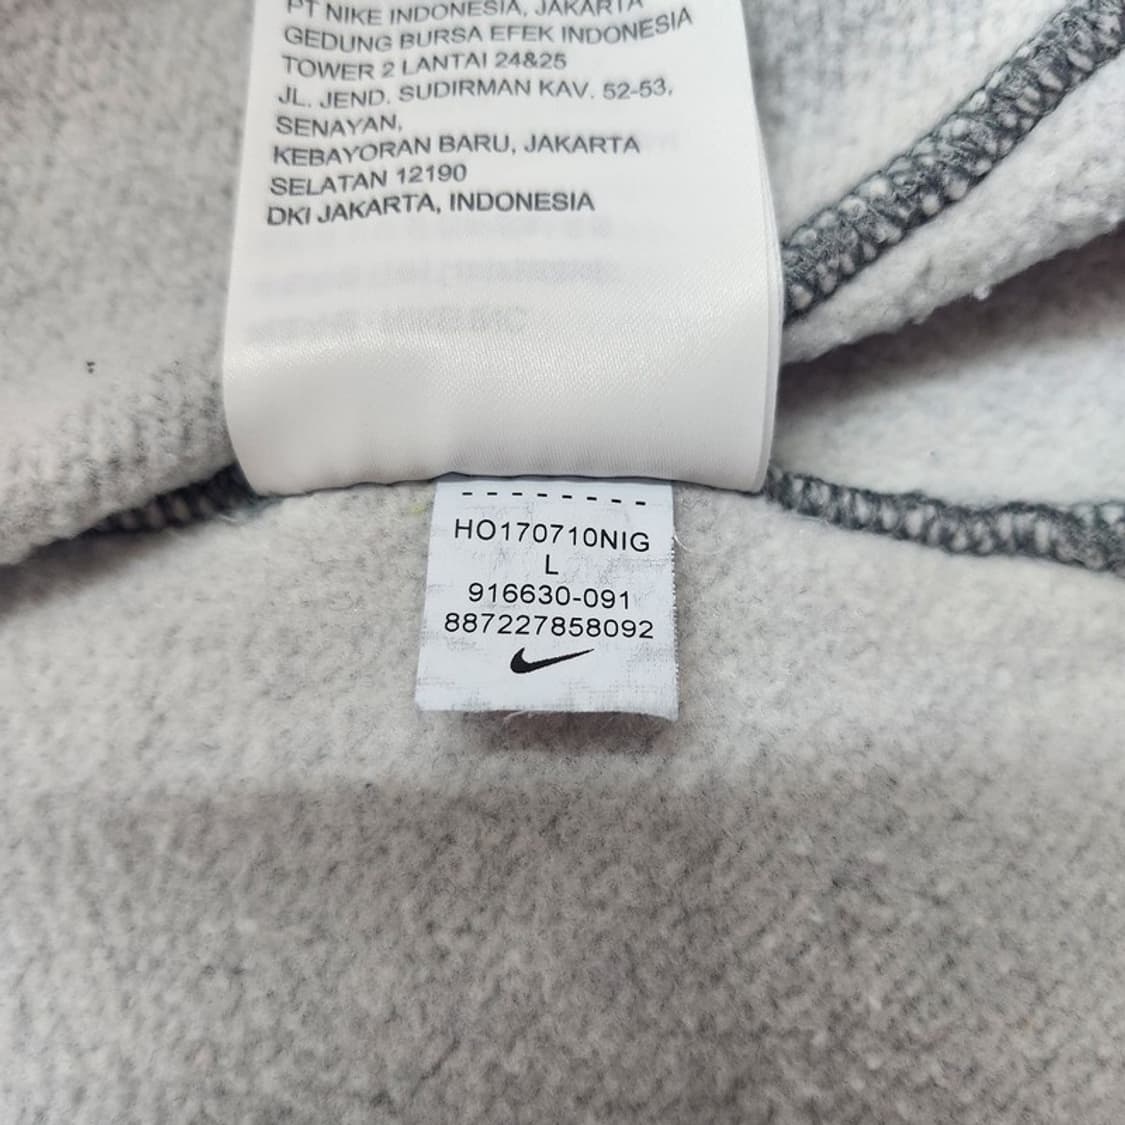 PT NIKE INDONESIA, JAKARTA
GEDUNG BURSA EFEK INDONESIA
TOWER 2 LANTAI 24&25
JL. JEND. SUDIRMAN KAV. 52-53,
SENAYAN,
KEBAYORAN BARU, JAKARTA
SELATAN 12190
DKI JAKARTA, INDONESIA
HO170710NIG
L
916630-091
887227858092